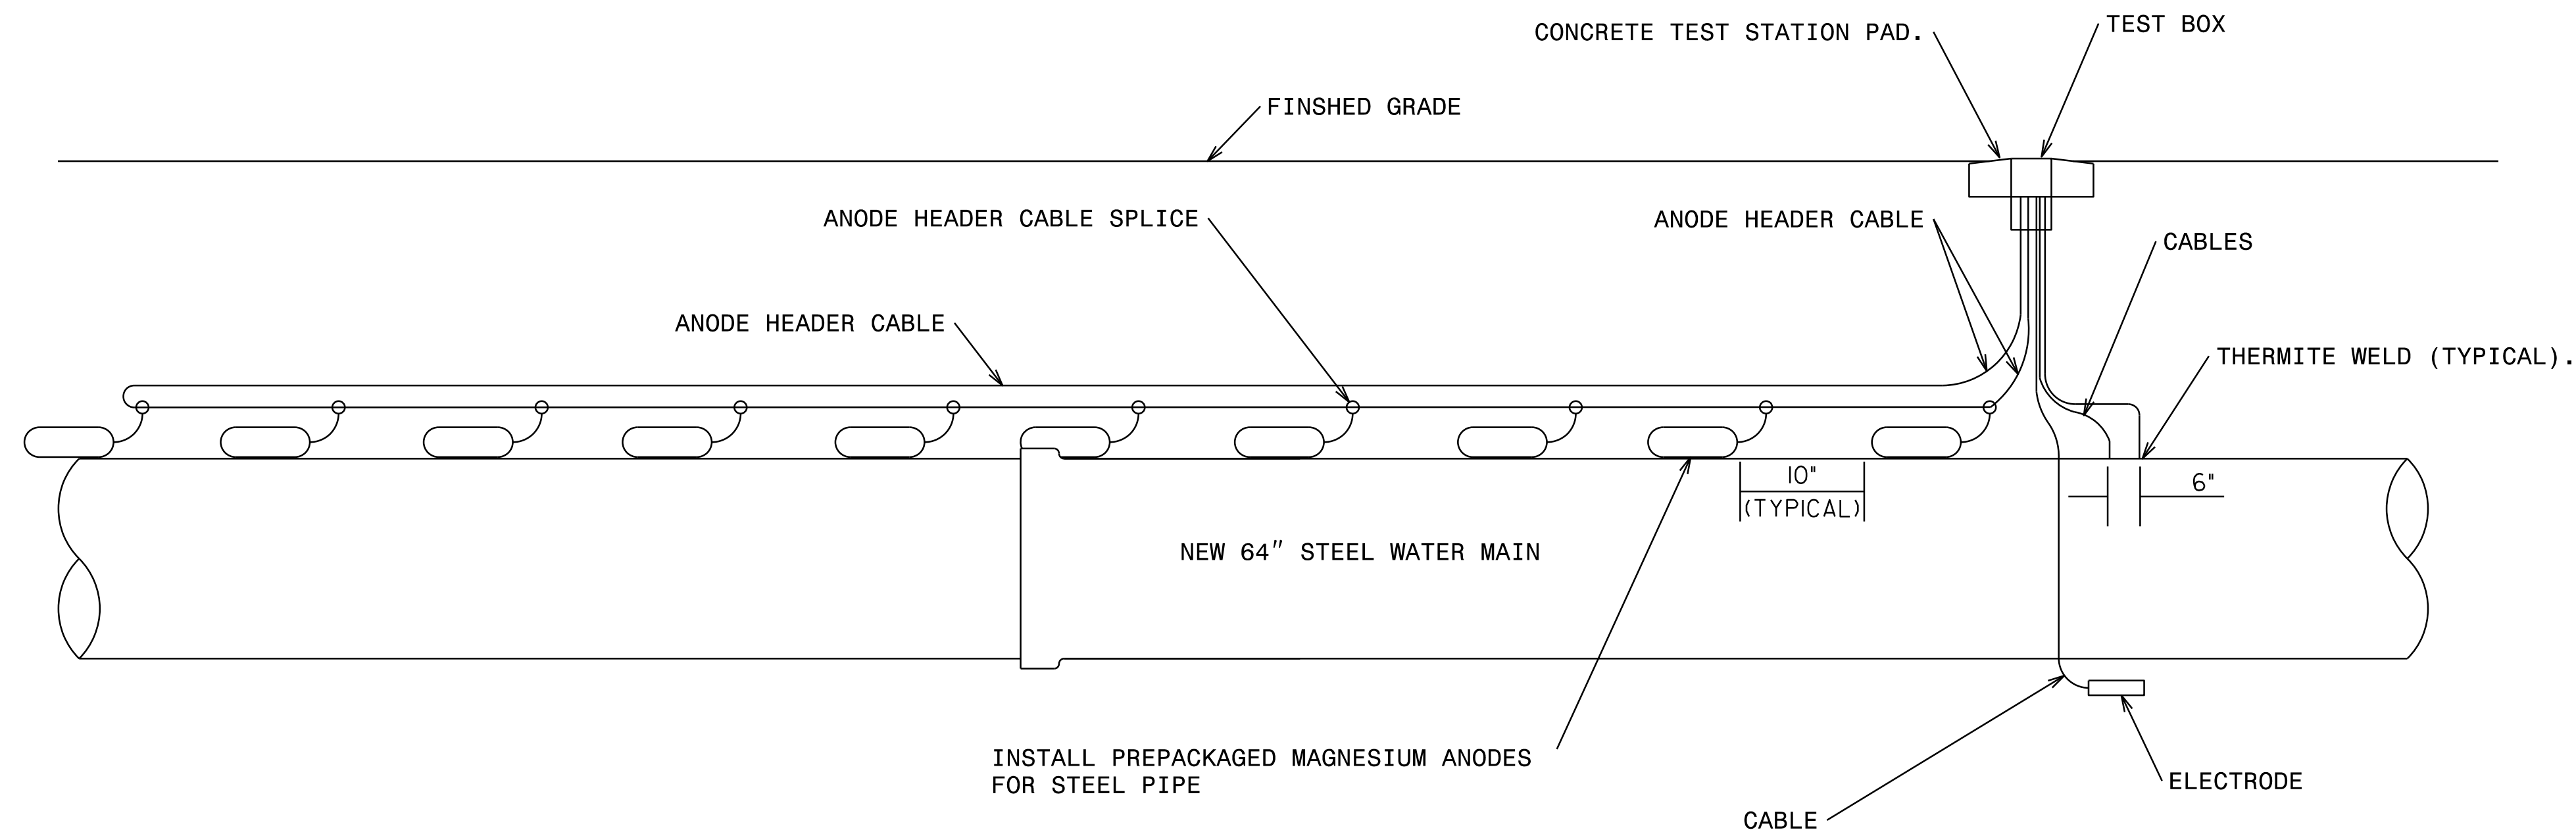 TEST BOX
CONCRETE TEST STATION PAD.
FINSHED GRADE
ANODE HEADER CABLE SPLICE
ANODE HEADER CABLE
CABLES
ANODE HEADER CABLE
THERMITE WELD (TYPICAL).
10"
(TYPICAL)
6"
NEW 64" STEEL WATER MAIN
INSTALL PREPACKAGED MAGNESIUM ANODES
FOR STEEL PIPE
ELECTRODE
CABLE